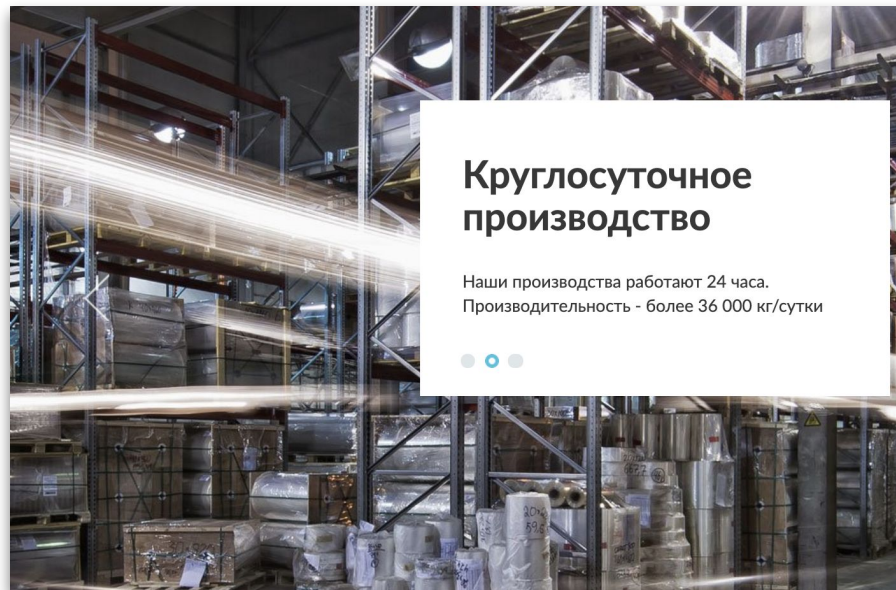 Круглосуточное
производство
Наши производства работают 24 часа.
Производительность - более 36 000 кг/сутки